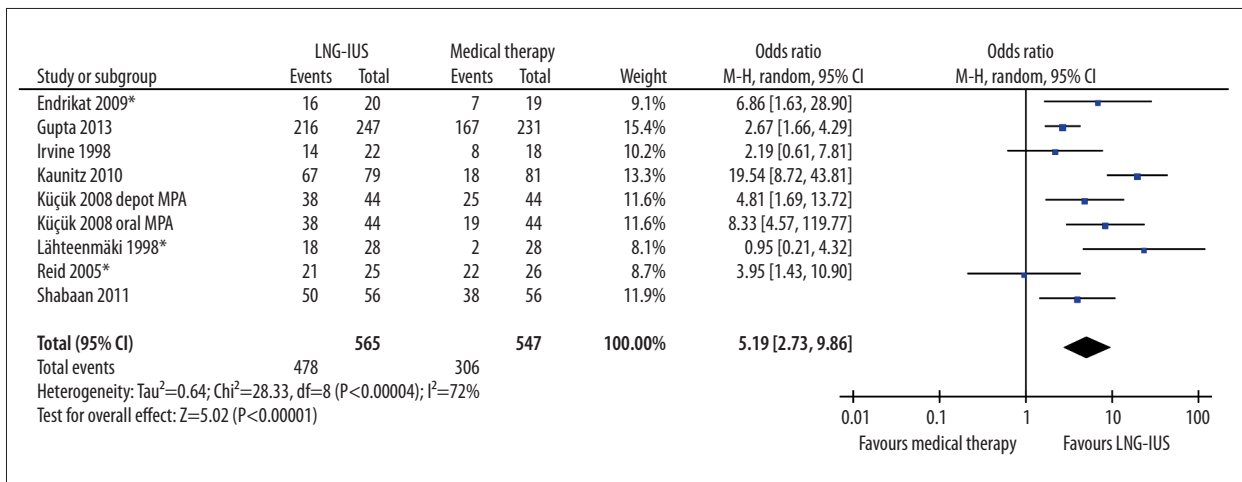 LNG-IUS Medical therapy Odds ratio Odds ratio
Study or subgroup Events Total Events Total Weight M-H, random, 95% CI M-H, random, 95% CI
Endrikat 2009* 16 20 7 19 9.1% 6.86 [1.63, 28.90]
Gupta 2013 216 247 167 231 15.4% 2.67 [1.66, 4.29]
Irvine 1998 14 22 8 18 10.2% 2.19 [0.61, 7.81]
Kaunitz 2010 67 79 18 81 13.3% 19.54 [8.72, 43.81]
Küçük 2008 depot MPA 38 44 25 44 11.6% 4.81 [1.69, 13.72]
Küçük 2008 oral MPA 38 44 19 44 11.6% 8.33 [4.57, 119.77]
Lähteenmäki 1998* 18 28 2 28 8.1% 0.95 [0.21, 4.32]
Reid 2005* 21 25 22 26 8.7% 3.95 [1.43, 10.90]
Shabaan 2011 50 56 38 56 11.9%
Total (95% CI) 565 547 100.00% 5.19 [2.73, 9.86]
Total events 478 306
Heterogeneity: Tau²=0.64; Chi²=28.33, df=8 (P<0.00004); I²=72%
Test for overall effect: Z=5.02 (P<0.00001)
0.01 0.1 1 10 100
Favours medical therapy Favours LNG-IUS